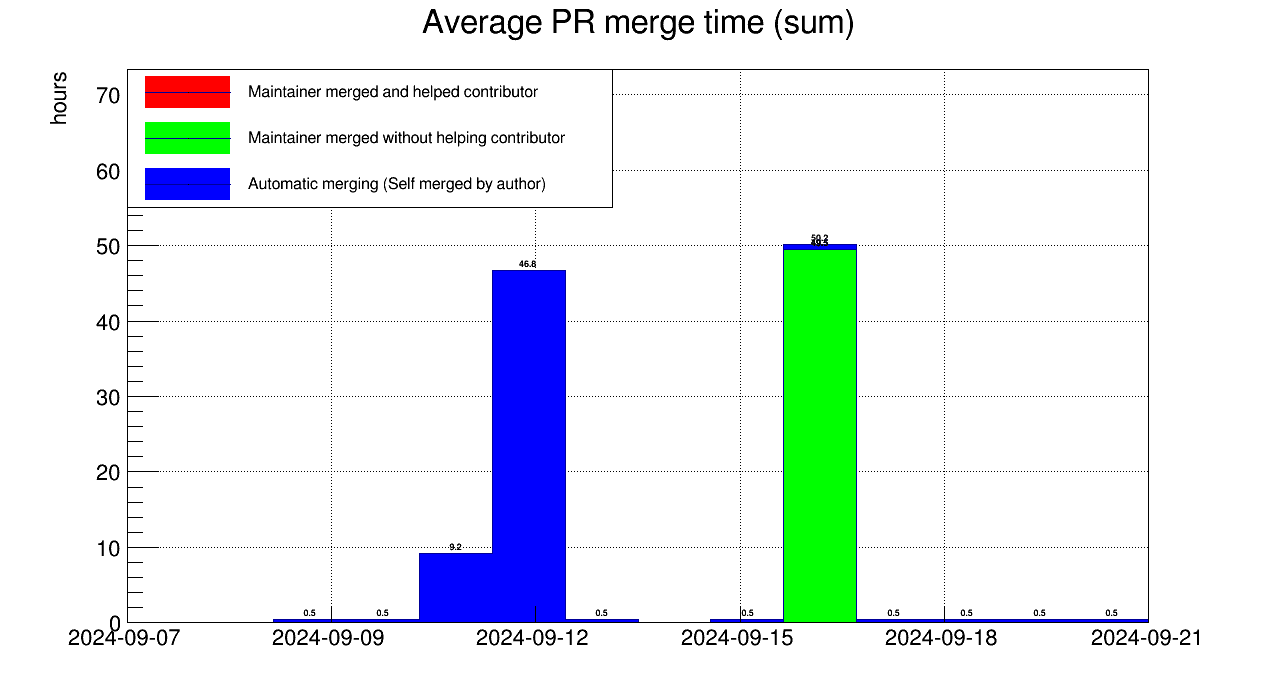 Average PR merge time (sum)
hours
Maintainer merged and helped contributor
Maintainer merged without helping contributor
Automatic merging (Self merged by author)
70
60
50
40
30
20
10
0
50.2
46.8
9.2
0.5 0.5 0.5 0.5 0.5 0.5 0.5 0.5
2024-09-07 2024-09-09 2024-09-12 2024-09-15 2024-09-18 2024-09-21